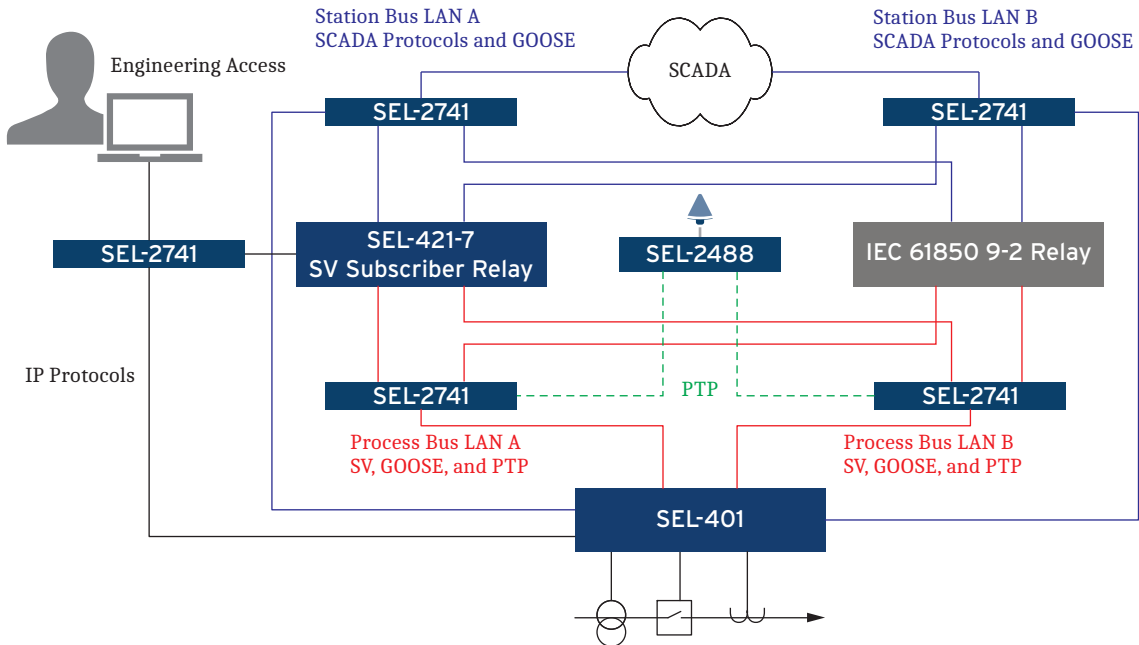 Station Bus LAN A
SCADA Protocols and GOOSE
Station Bus LAN B
SCADA Protocols and GOOSE
Engineering Access
SCADA
SEL-2741
SEL-2741
SEL-2741
SEL-421-7
SV Subscriber Relay
SEL-2488
IEC 61850 9-2 Relay
IP Protocols
SEL-2741
PTP
SEL-2741
Process Bus LAN A
SV, GOOSE, and PTP
Process Bus LAN B
SV, GOOSE, and PTP
SEL-401